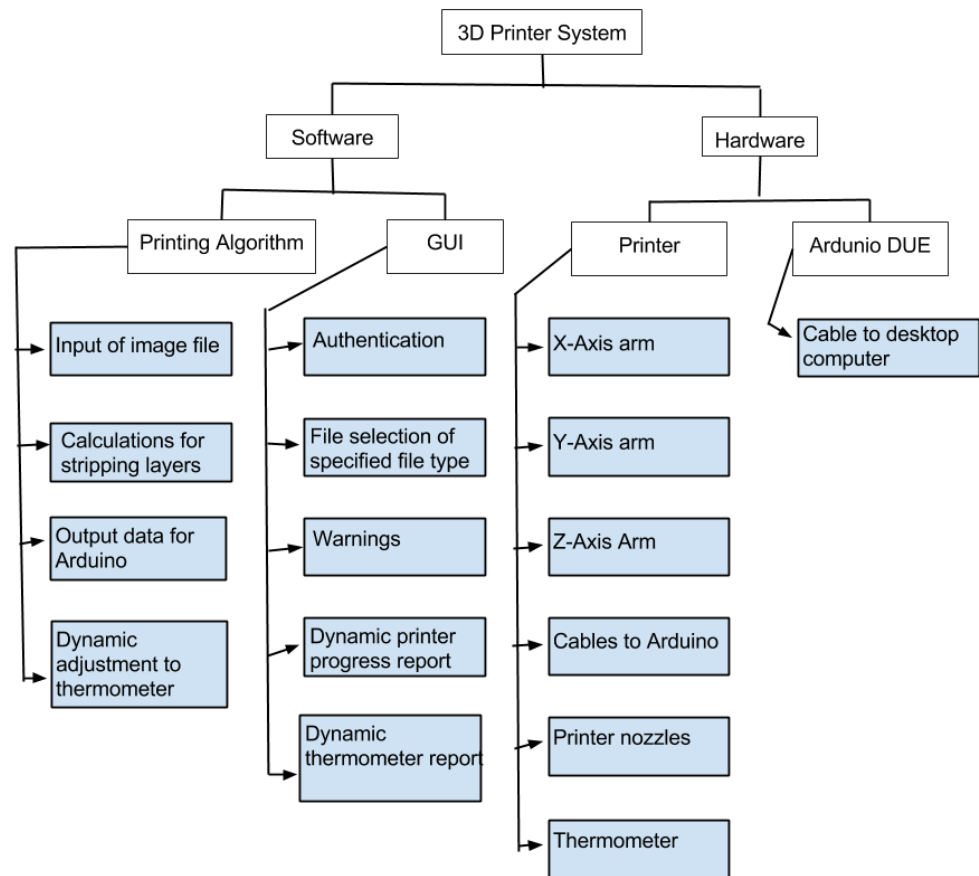 3D Printer System
Software
Hardware
Printing Algorithm
GUI
Printer
Ardunio DUE
Input of image file
Calculations for
stripping layers
Output data for
Arduino
Dynamic
adjustment to
thermometer
Authentication
File selection of
specified file type
Warnings
Dynamic printer
progress report
Dynamic
thermometer report
X-Axis arm
Y-Axis arm
Z-Axis Arm
Cables to Arduino
Printer nozzles
Thermometer
Cable to desktop
computer